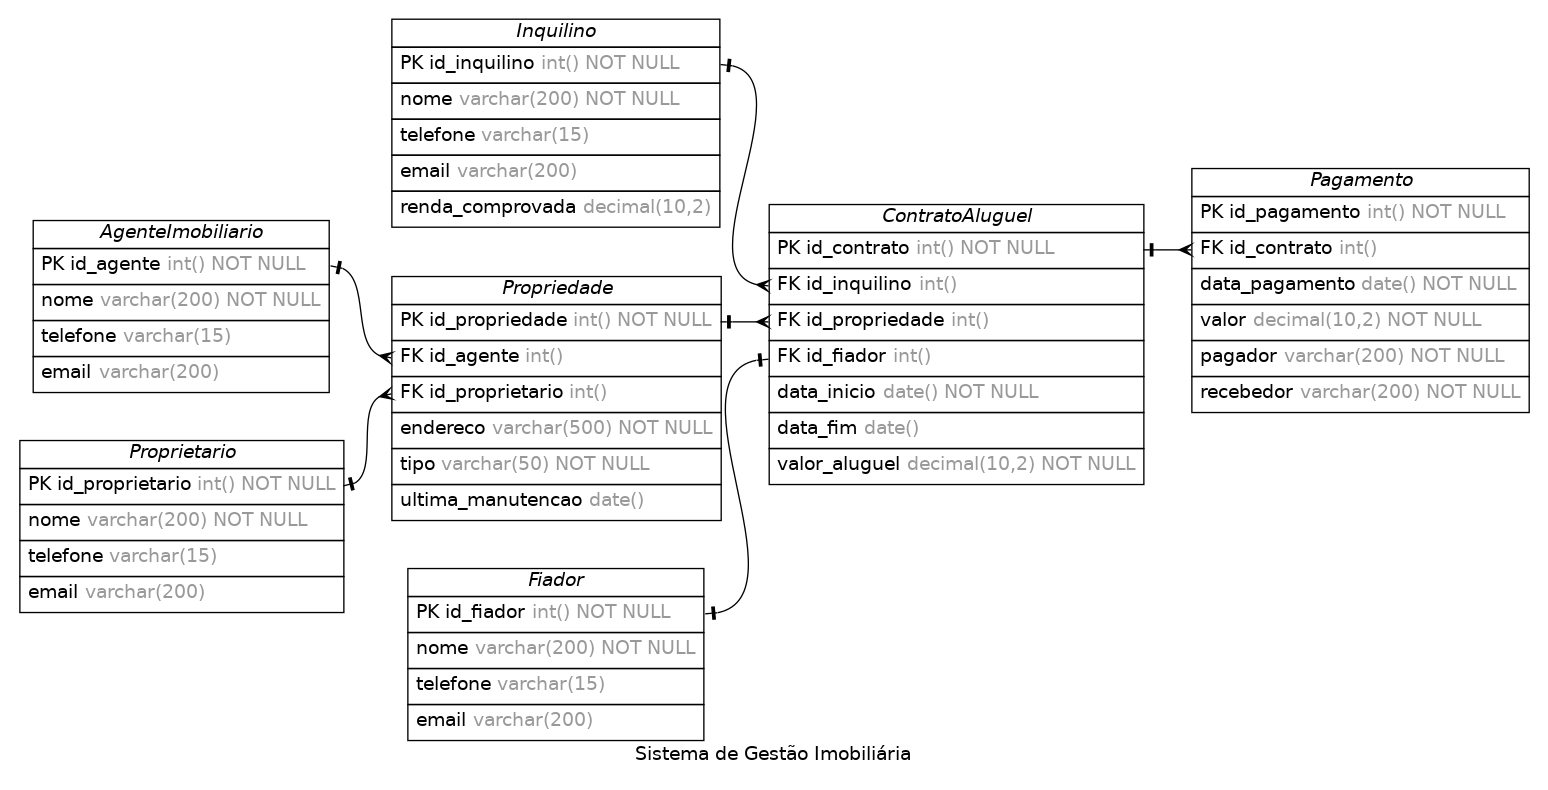 Inquilino
PK id_inquilino int() NOT NULL
nome varchar(200) NOT NULL
telefone varchar(15)
email varchar(200)
renda_comprovada decimal(10,2)
AgenteImobiliario
PK id_agente int() NOT NULL
nome varchar(200) NOT NULL
telefone varchar(15)
email varchar(200)
Proprietario
PK id_proprietario int() NOT NULL
nome varchar(200) NOT NULL
telefone varchar(15)
email varchar(200)
Propriedade
PK id_propriedade int() NOT NULL
FK id_agente int()
FK id_proprietario int()
endereco varchar(500) NOT NULL
tipo varchar(50) NOT NULL
ultima_manutencao date()
Fiador
PK id_fiador int() NOT NULL
nome varchar(200) NOT NULL
telefone varchar(15)
email varchar(200)
ContratoAluguel
PK id_contrato int() NOT NULL
FK id_inquilino int()
FK id_propriedade int()
FK id_fiador int()
data_inicio date() NOT NULL
data_fim date()
valor_aluguel decimal(10,2) NOT NULL
Pagamento
PK id_pagamento int() NOT NULL
FK id_contrato int()
data_pagamento date() NOT NULL
valor decimal(10,2) NOT NULL
pagador varchar(200) NOT NULL
recebedor varchar(200) NOT NULL
Sistema de Gestão Imobiliária